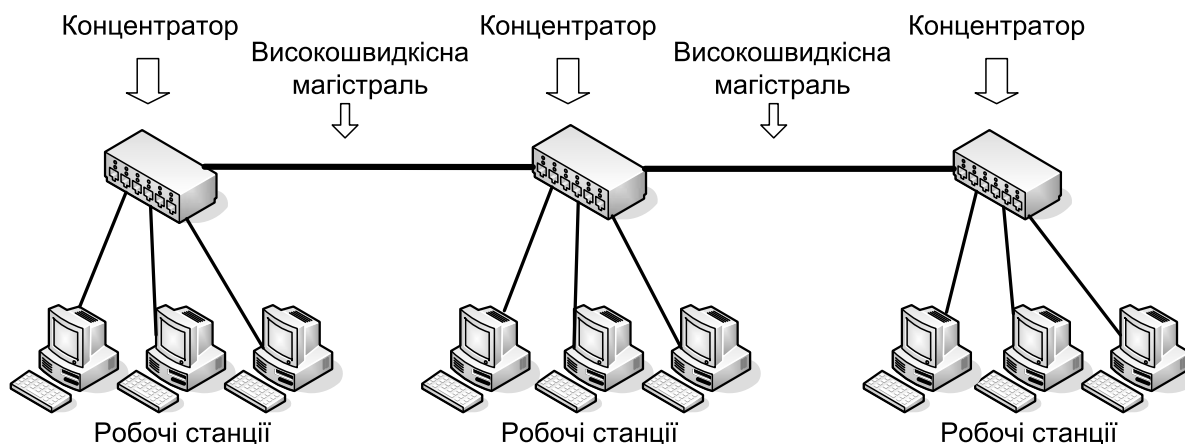 Концентратор
Концентратор
Концентратор
Високошвидкісна
магістраль
Високошвидкісна
магістраль
Робочі станції
Робочі станції
Робочі станції